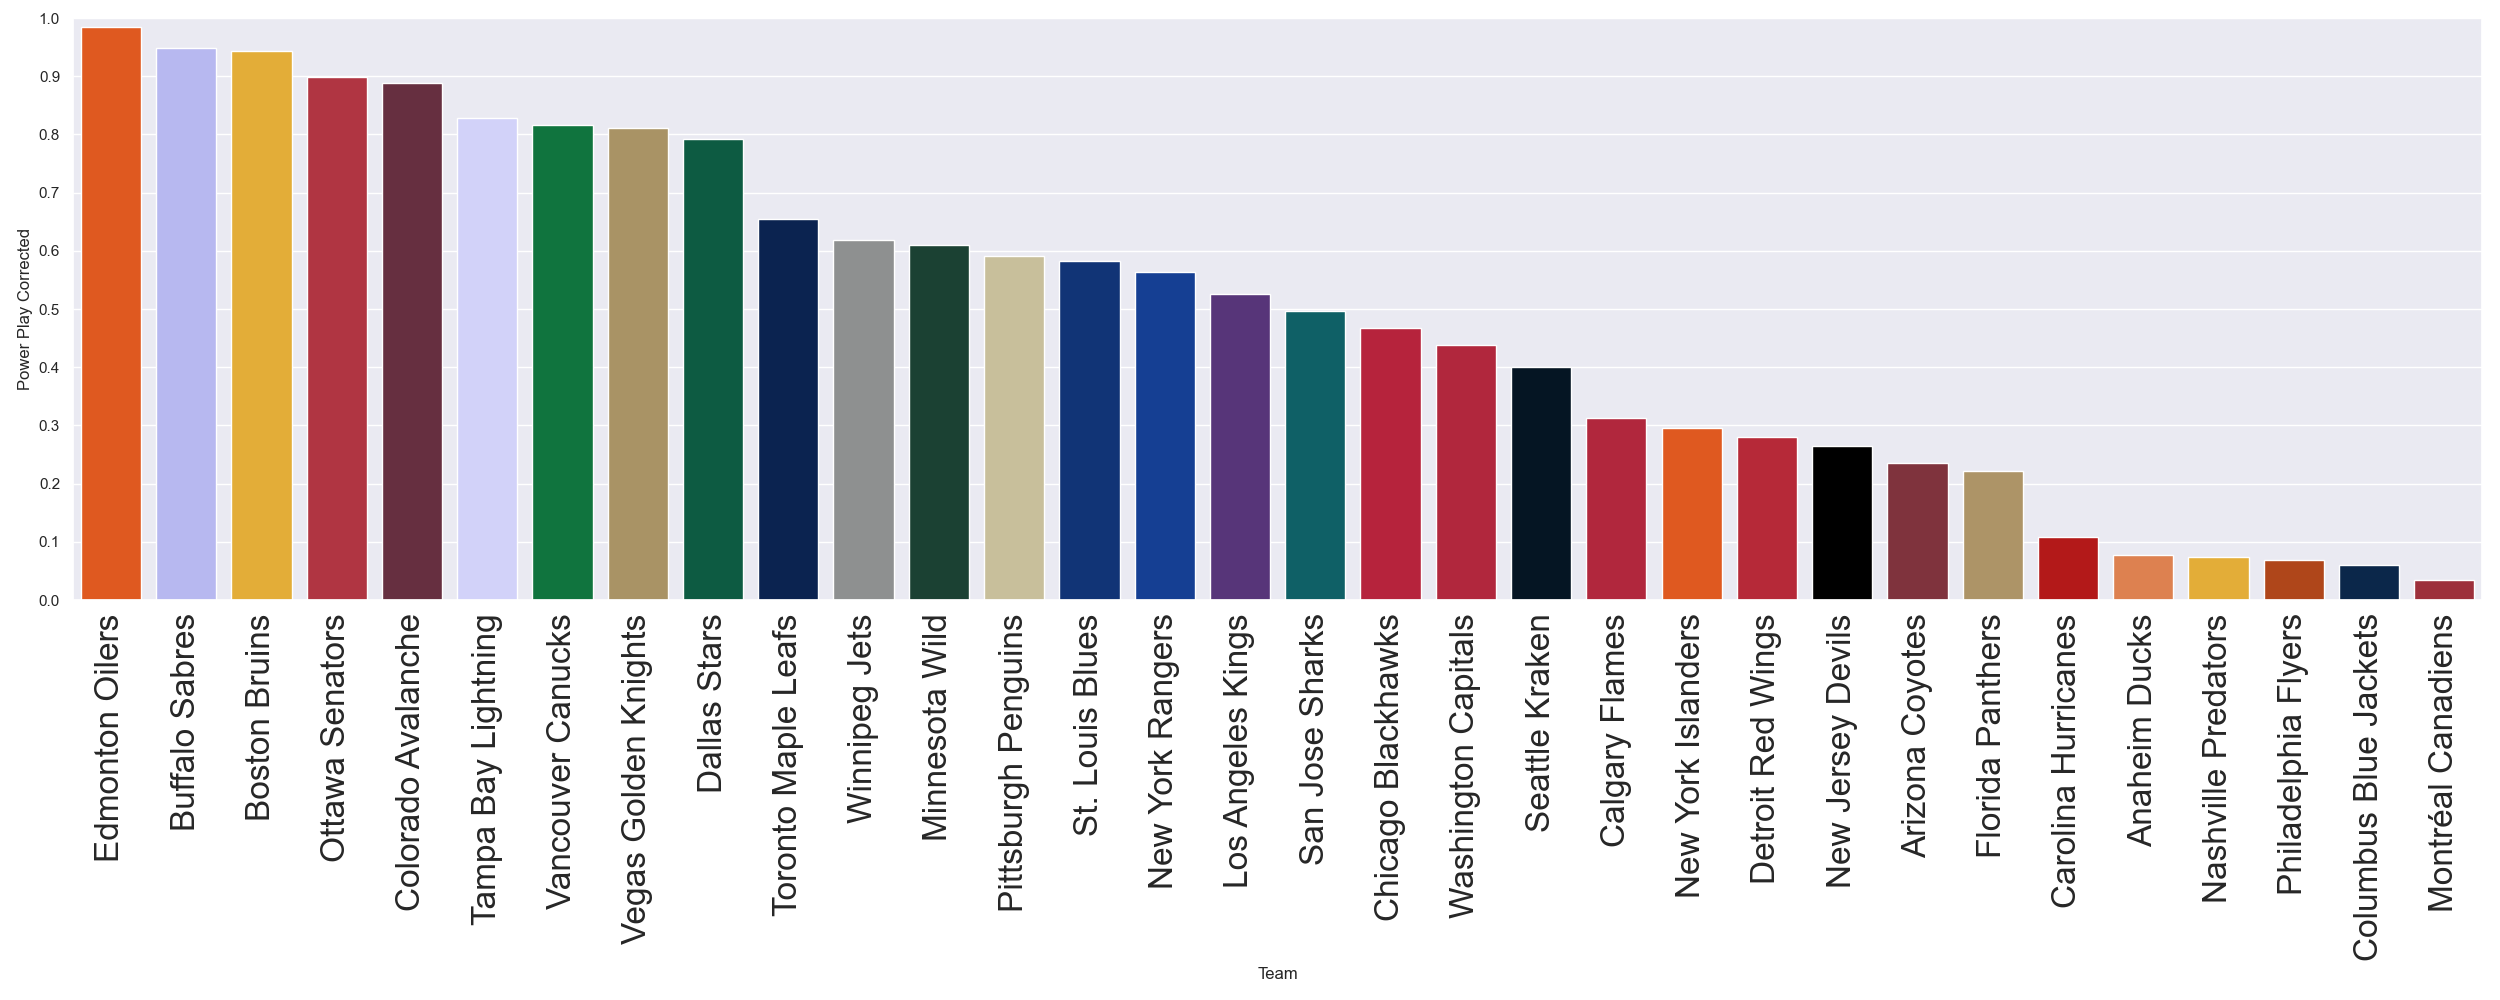 1.0
0.9
0.8
0.7
0.6
0.5
0.4
0.3
0.2
0.1
0.0
Power Play Corrected
Edmonton Oilers
Buffalo Sabres
Boston Bruins
Ottawa Senators
Colorado Avalanche
Tampa Bay Lightning
Vancouver Canucks
Vegas Golden Knights
Dallas Stars
Toronto Maple Leafs
Winnipeg Jets
Minnesota Wild
Pittsburgh Penguins
St. Louis Blues
New York Rangers
Los Angeles Kings
San Jose Sharks
Chicago Blackhawks
Washington Capitals
Seattle Kraken
Calgary Flames
New York Islanders
Detroit Red Wings
New Jersey Devils
Arizona Coyotes
Florida Panthers
Carolina Hurricanes
Anaheim Ducks
Nashville Predators
Philadelphia Flyers
Columbus Blue Jackets
Montréal Canadiens
Team